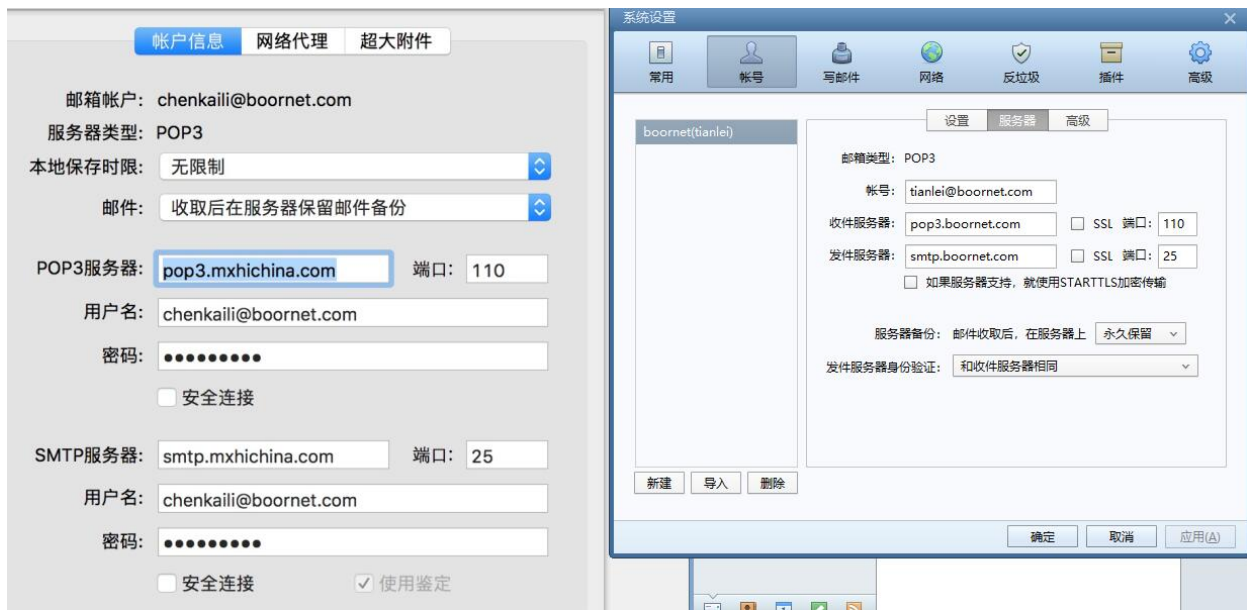 帐户信息 网络代理 超大附件
邮箱帐户: chenkaili@boornet.com
服务器类型: POP3
本地保存时限: 无限制
邮件: 收取后在服务器保留邮件备份
POP3服务器: pop3.mxhichina.com 端口: 110
用户名: chenkaili@boornet.com
密码: ●●●●●●●●●
安全连接
SMTP服务器: smtp.mxhichina.com 端口: 25
用户名: chenkaili@boornet.com
密码: ●●●●●●●●●
安全连接 使用鉴定
系统设置
常用 帐号 写邮件 网络 反垃圾 插件 高级
boornet(tianlei)
设置 服务器 高级
邮箱类型: POP3
帐号: tianlei@boornet.com
收件服务器: pop3.boornet.com SSL 端口: 110
发件服务器: smtp.boornet.com SSL 端口: 25
如果服务器支持，就使用STARTTLS加密传输
服务器备份: 邮件收取后，在服务器上 永久保留
发件服务器身份验证: 和收件服务器相同
新建 导入 删除
确定 取消 应用(A)